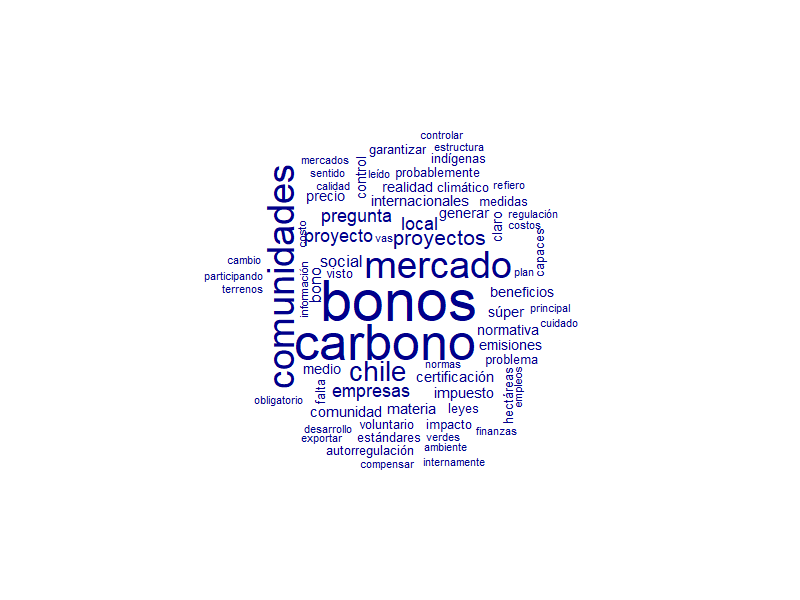 controlar
garantizar
estructura
mercados
indígenas
control
sentido
leído
probablemente
calidad
realidad
climático
refiero
precio
internacionales
medidas
comunidades
pregunta
local
generar
claro
regulación
costos
costo
proyecto
vas
proyectos
capaces
cambio
social
mercado
participando
visto
plan
terrenos
información
bono
bonos
beneficios
súper
principal
cuidado
carbono
normativa
emisiones
problema
medio
chile
normas
certificación
falta
empresas
impuesto
hectáreas
empleos
obligatorio
comunidad
materia
leyes
desarrollo
voluntario
impacto
finanzas
exportar
estándares
verdes
autorregulación
ambiente
compensar
internamente